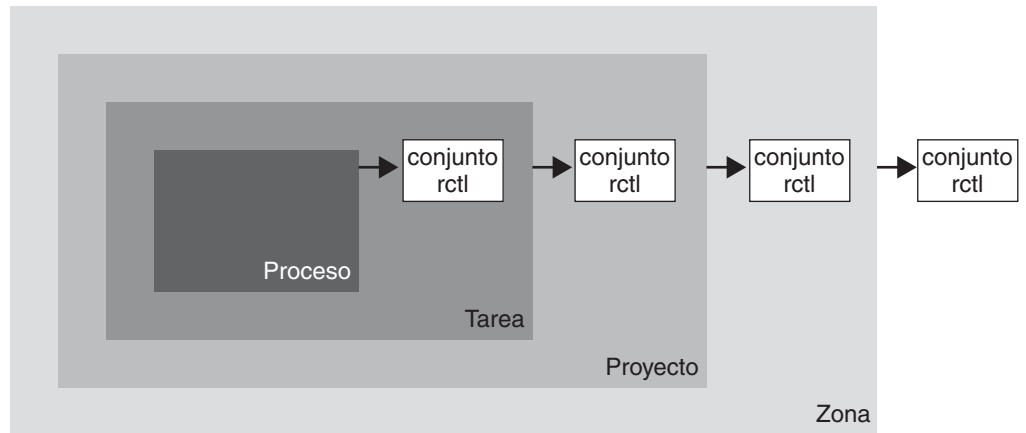 conjunto
rctl
conjunto
rctl
conjunto
rctl
conjunto
rctl
Proceso
Tarea
Proyecto
Zona